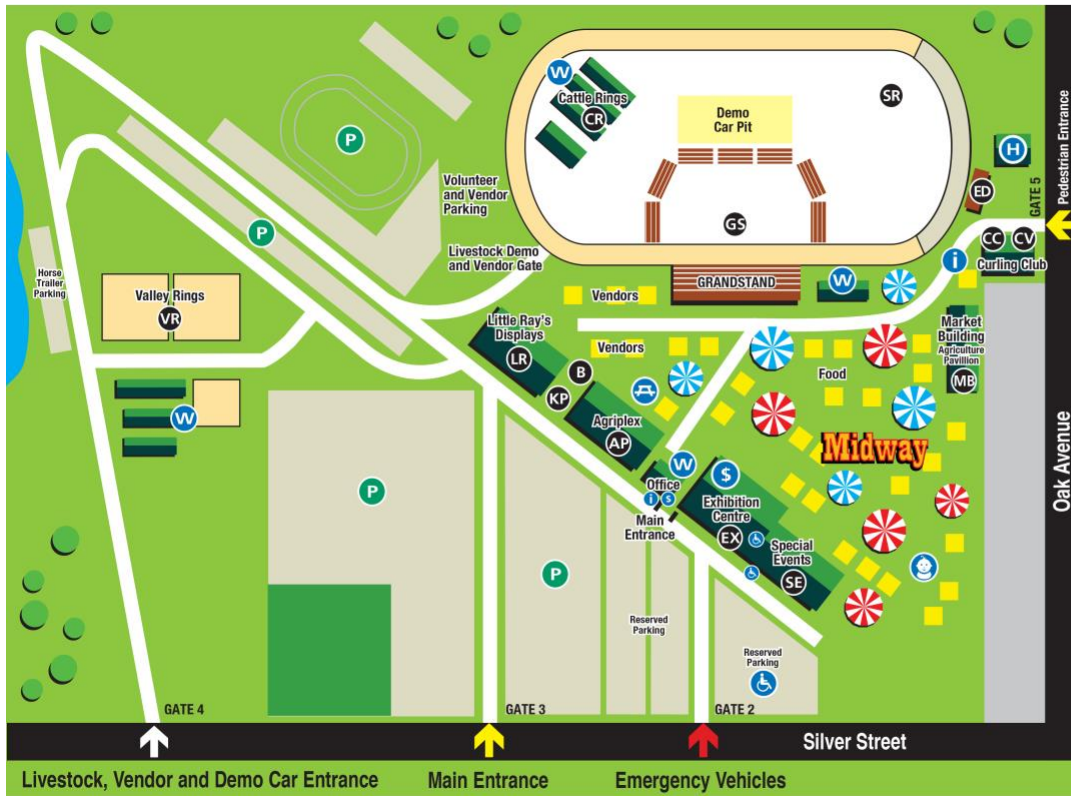 W
Cattle Rings
CR
Demo
Car Pit
SR
P
H
Pedestrian Entrance
Volunteer
and Vendor
Parking
ED
GATE 5
P
GS
CC
CV
Livestock Demo
and Vendor Gate
i
Curling Club
Horse
Trailer
Parking
Valley Rings
VR
Vendors
GRANDSTAND
W
Little Ray's
Displays
LR
Vendors
Market
Building
Agriculture
Pavillion
MB
B
KP
Food
Agriplex
AP
W
Midway
W
$
Office
i
$
Exhibition
Centre
EX
Main
Entrance
Special
Events
SE
P
P
Oak Avenue
Reserved
Parking
Reserved
Parking
GATE 4
GATE 3
GATE 2
Silver Street
Livestock, Vendor and Demo Car Entrance
Main Entrance
Emergency Vehicles